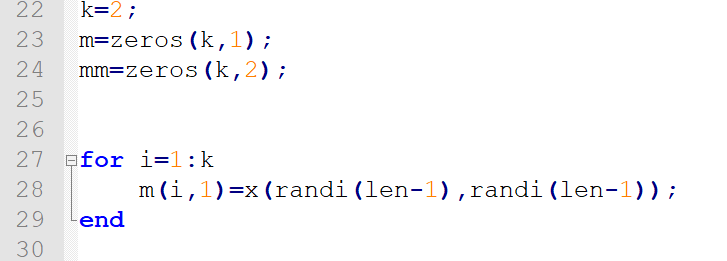 22 k=2;
23 m=zeros(k,1);
24 mm=zeros(k,2);
25
26
27 for i=1:k
28 m(i,1)=x(randi(len-1),randi(len-1));
29 end
30